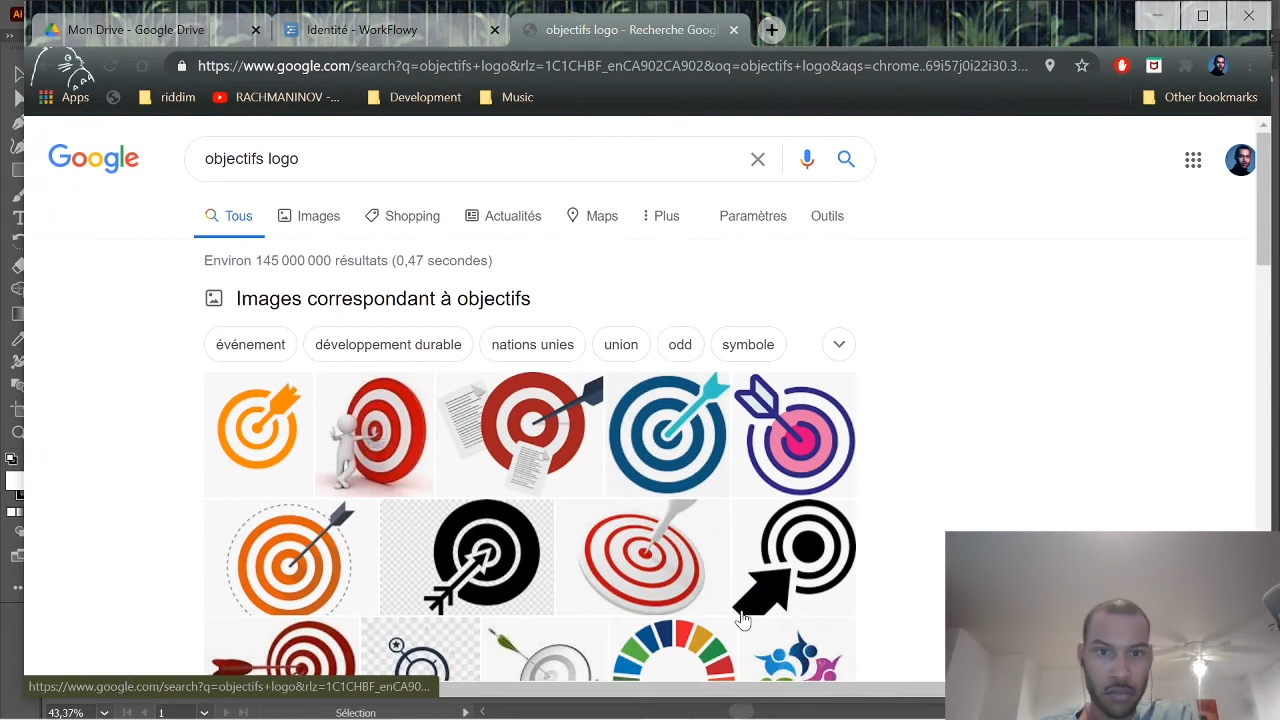 Ai
Mon Drive - Google Drive
Identité - WorkFlowy
objectifs logo - Recherche Googl
https://www.google.com/search?q=objectifs+logo&rlz=1C1CHBF_enCA902CA902&oq=objectifs+logo&aqs=chrome..69i57j0i22i30.3...
Apps
riddim
RACHMANINOV -...
Development
Music
Other bookmarks
Google
objectifs logo
Tous
Images
Shopping
Actualités
Maps
Plus
Paramètres
Outils
Environ 145 000 000 résultats (0,47 secondes)
Images correspondant à objectifs
événement
développement durable
nations unies
union
odd
symbole
https://www.google.com/search?q=objectifs+logo&rlz=1C1CHBF_enCA90...
43,37%
1
Sélection